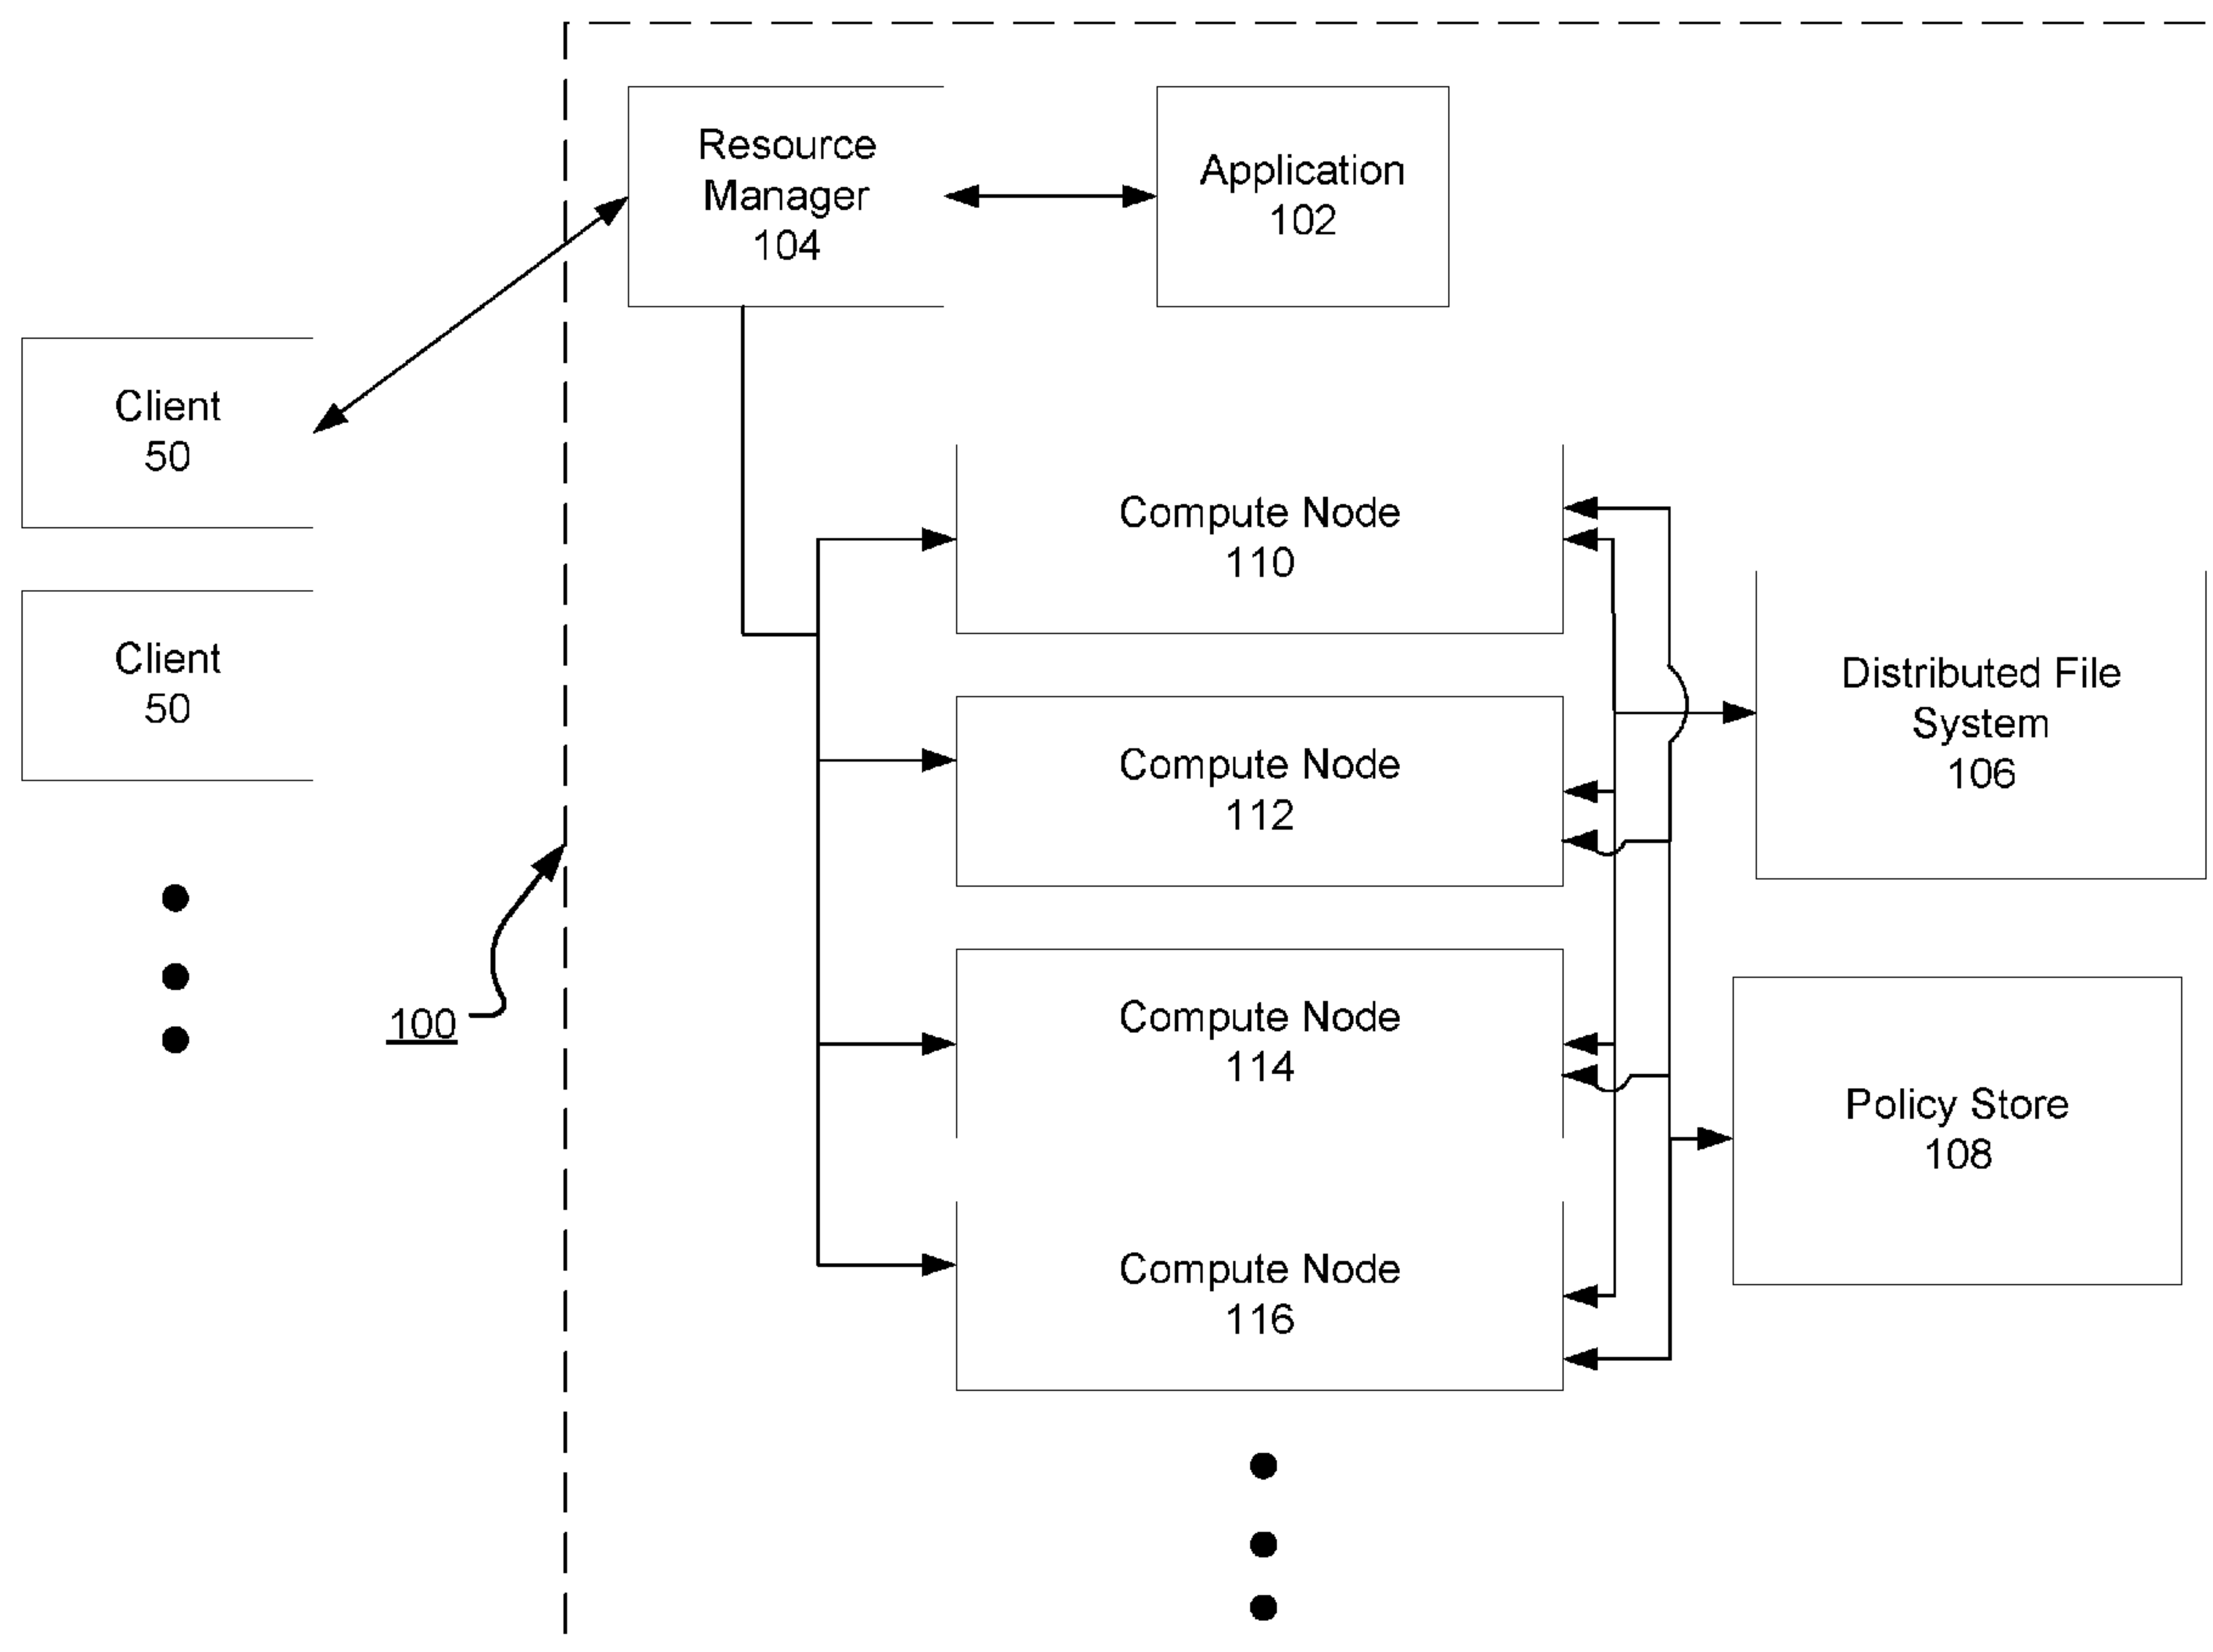 Resource
Manager
104
Application
102
Client
50
Client
50
100
Compute Node
110
Compute Node
112
Compute Node
114
Compute Node
116
Distributed File
System
106
Policy Store
108